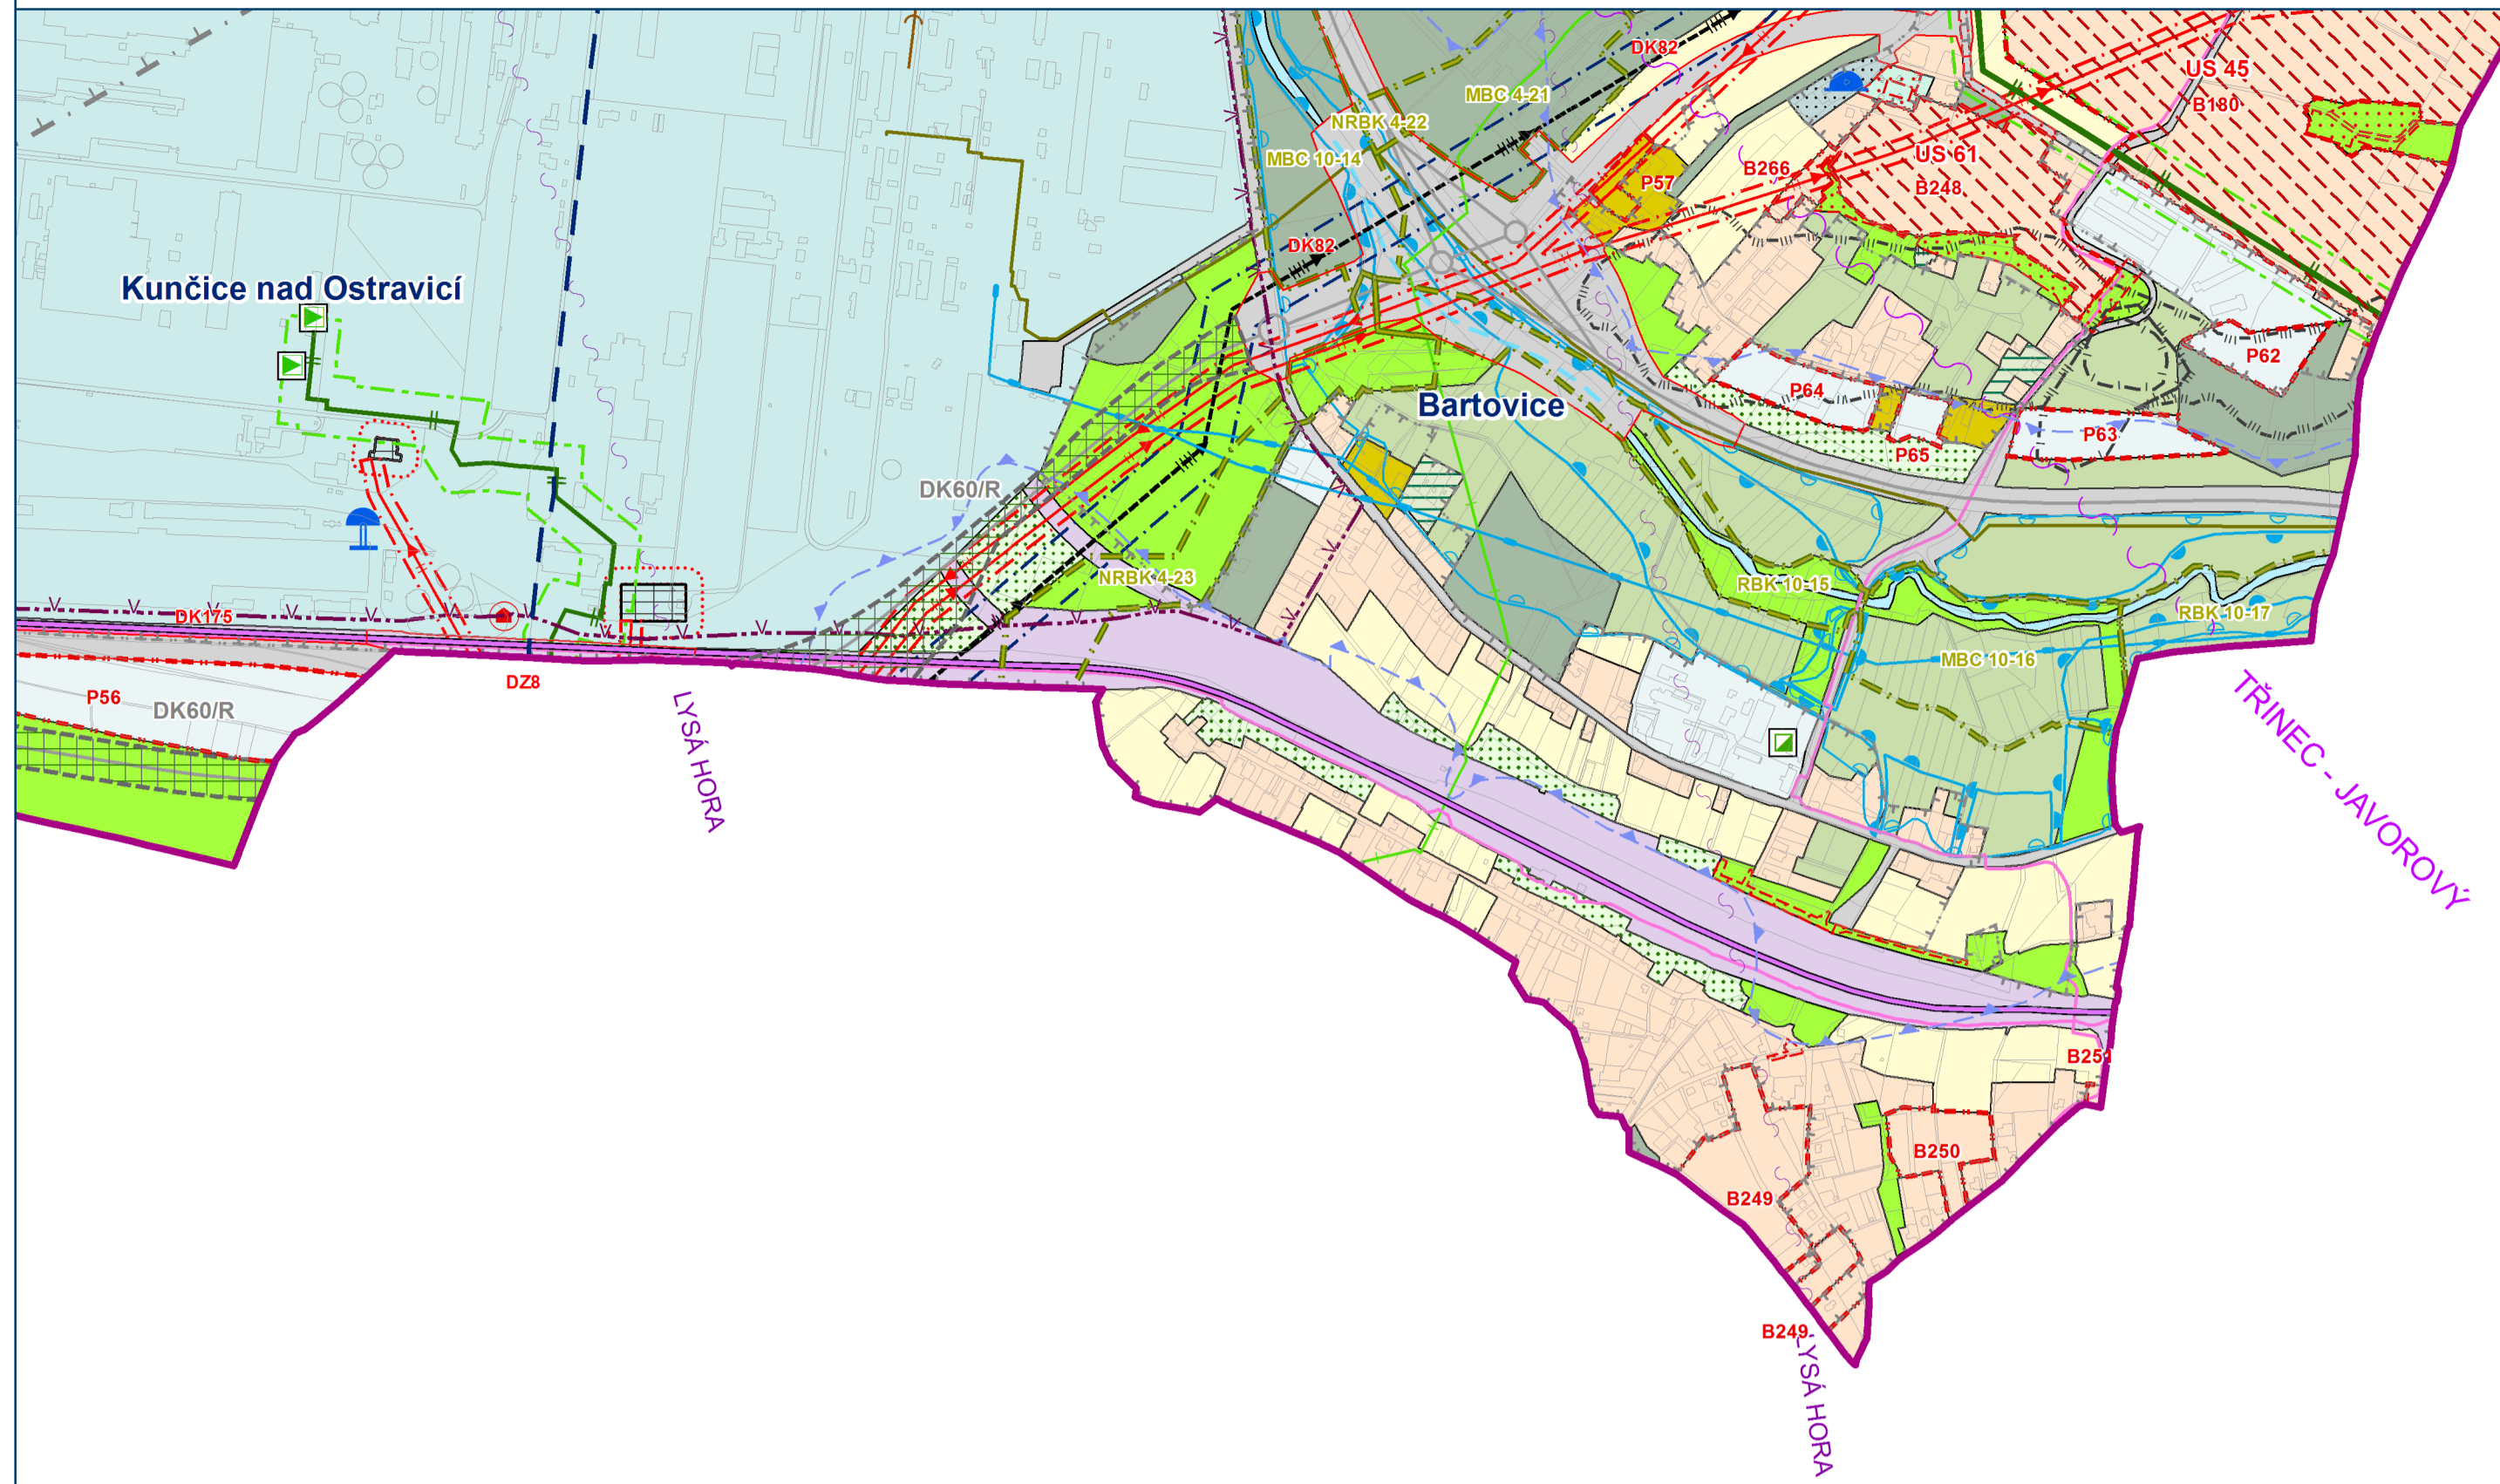 DK82
US 45
MBC 4-21
B180
NRBK 4-22
MBC 10-14
US 61
B266
P57
B248
DK82
Kunčice nad Ostravicí
P62
P64
Bartovice
P63
P65
DK60/R
NRBK 4-23
RBK 10-15
RBK 10-17
DK175
MBC 10-16
DZ8
P56
DK60/R
LYSÁ HORA
TŘINEC - JAVOROVÝ
B251
B250
B249
B249
LYSÁ HORA